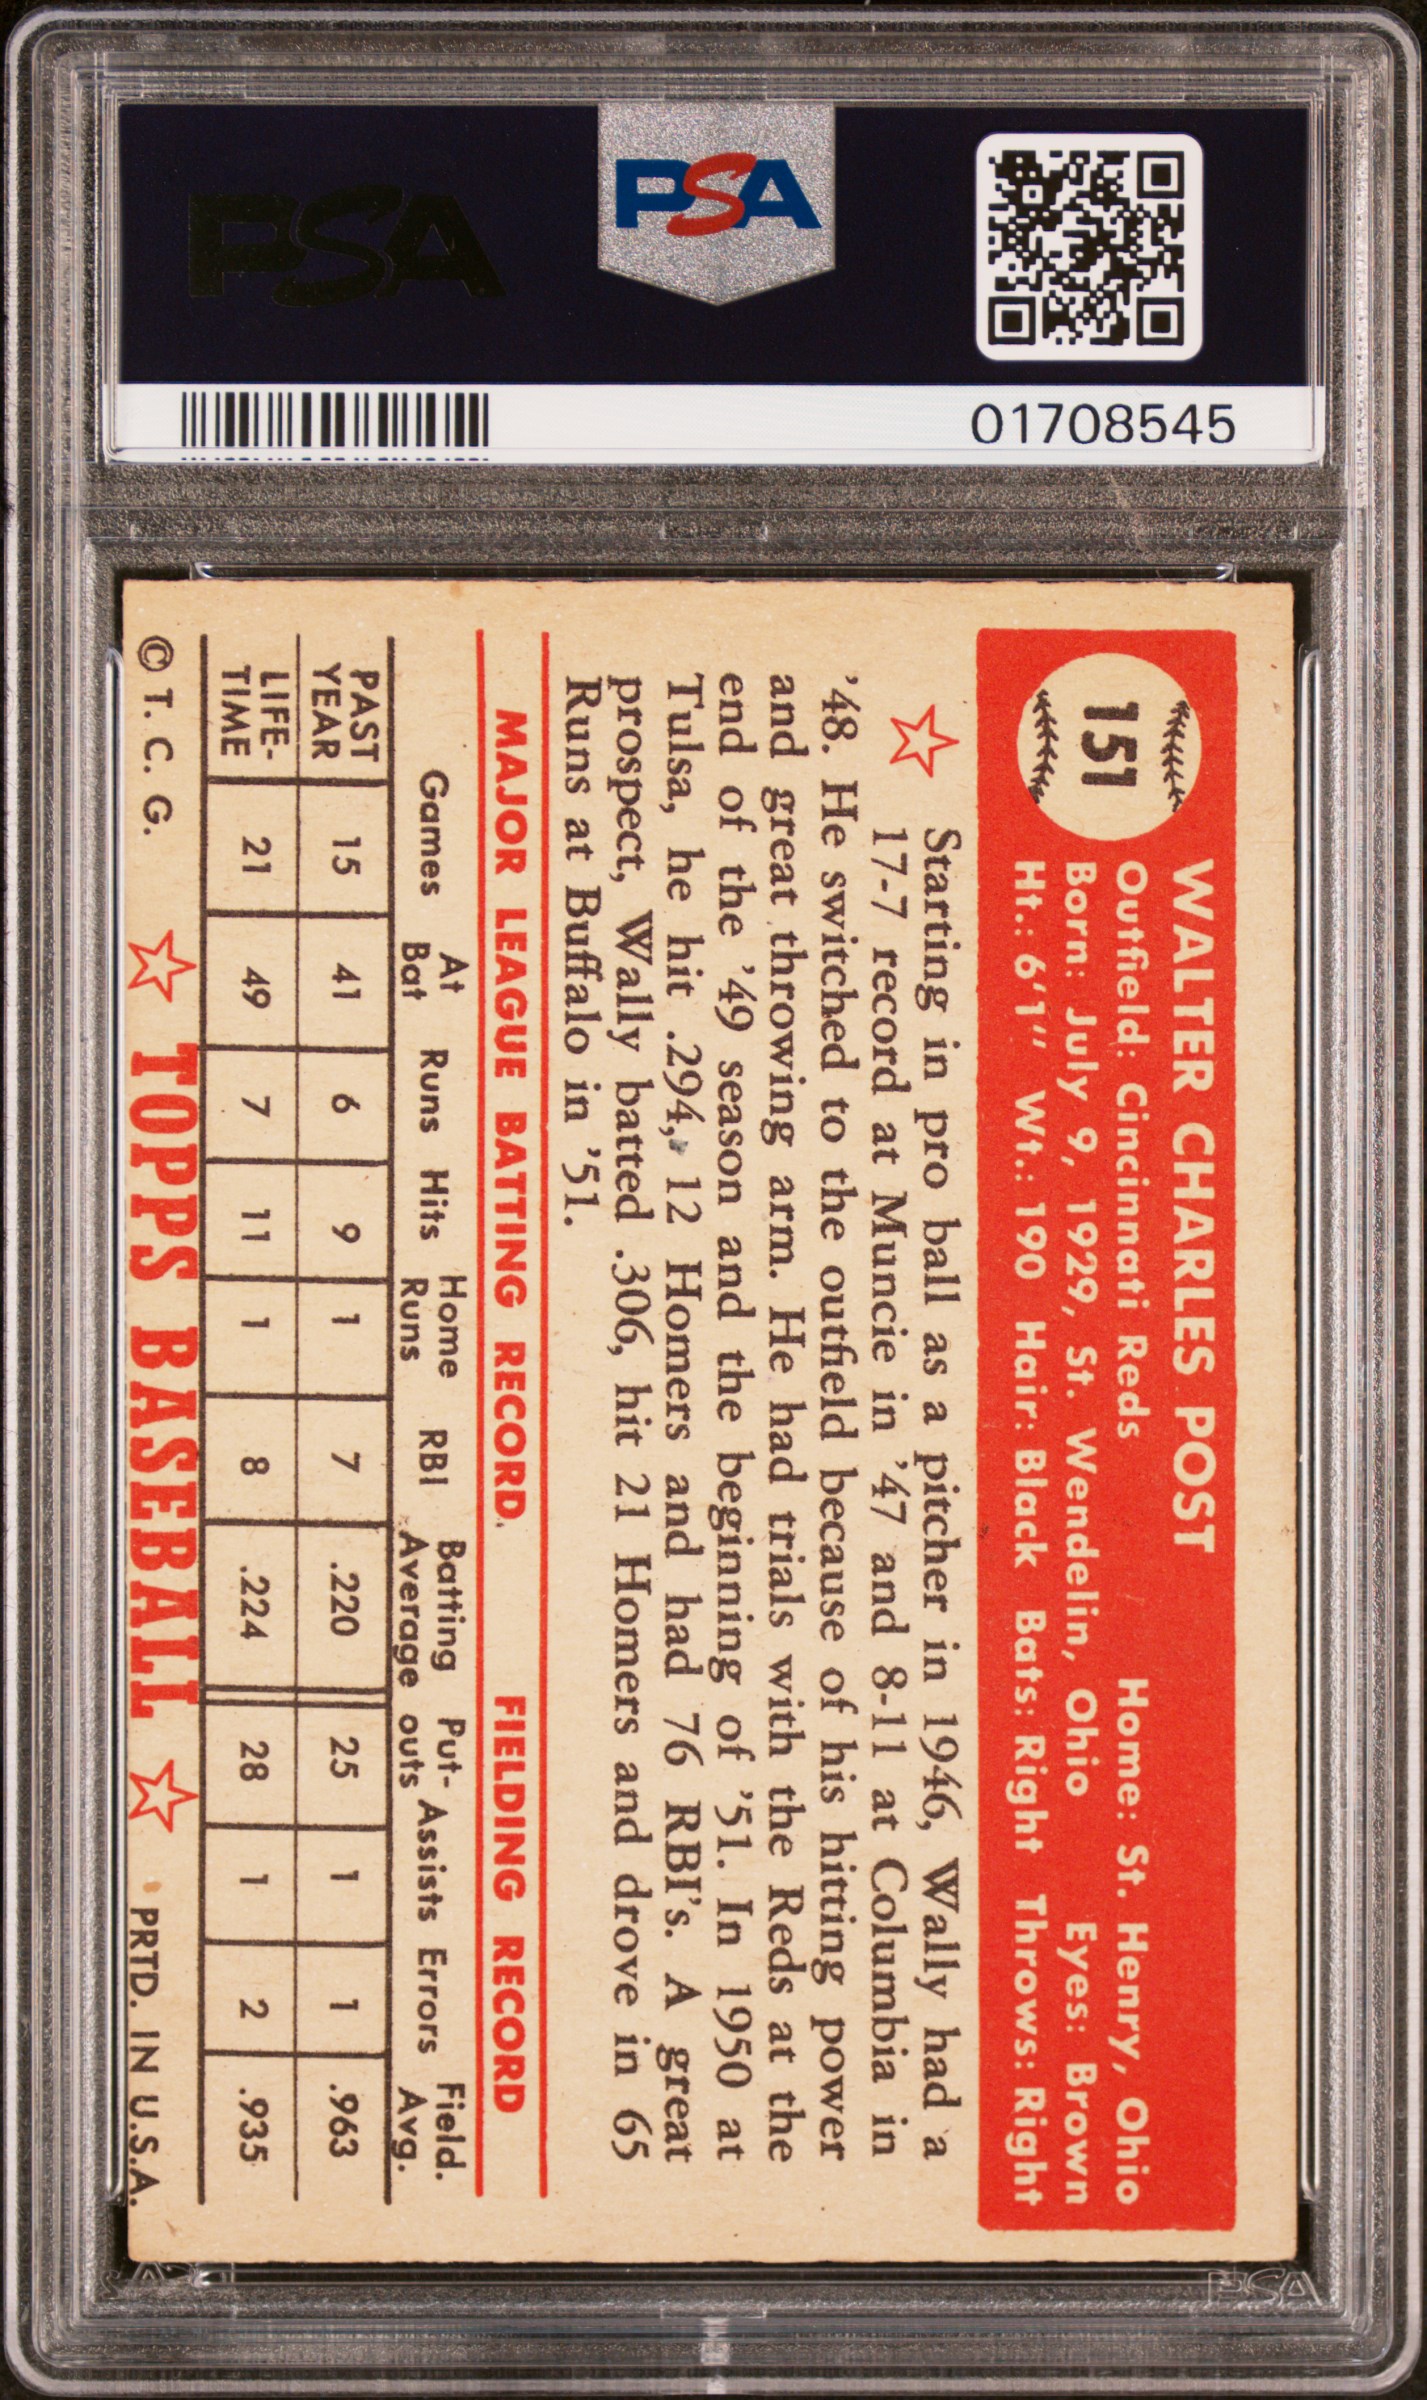 PSA
PSA
01708545
151
WALTER CHARLES POST
Outfield: Cincinnati Reds Home: St. Henry, Ohio
Born: July 9, 1929, St. Wendelin, Ohio Eyes: Brown
Ht.: 6'1" Wt.: 190 Hair: Black Bats: Right Throws: Right
Starting in pro ball as a pitcher in 1946, Wally had a
17-7 record at Muncie in '47 and 8-11 at Columbia in
'48. He switched to the outfield because of his hitting power
and great throwing arm. He had trials with the Reds at the
end of the '49 season and the beginning of '51. In 1950 at
Tulsa, he hit .294, 12 Homers and had 76 RBI's. A great
prospect, Wally batted .306, hit 21 Homers and drove in 65
Runs at Buffalo in '51.
MAJOR LEAGUE BATTING RECORD FIELDING RECORD
Games At Bat Runs Hits Home Runs RBI Batting Average Put-outs Assists Errors Field. Avg.
PAST YEAR 15 41 6 9 1 7 .220 25 1 1 .963
LIFE-TIME 21 49 7 11 1 8 .224 28 1 2 .935
© T. C. G. TOPPS BASEBALL PRTD. IN U.S.A.
PSA